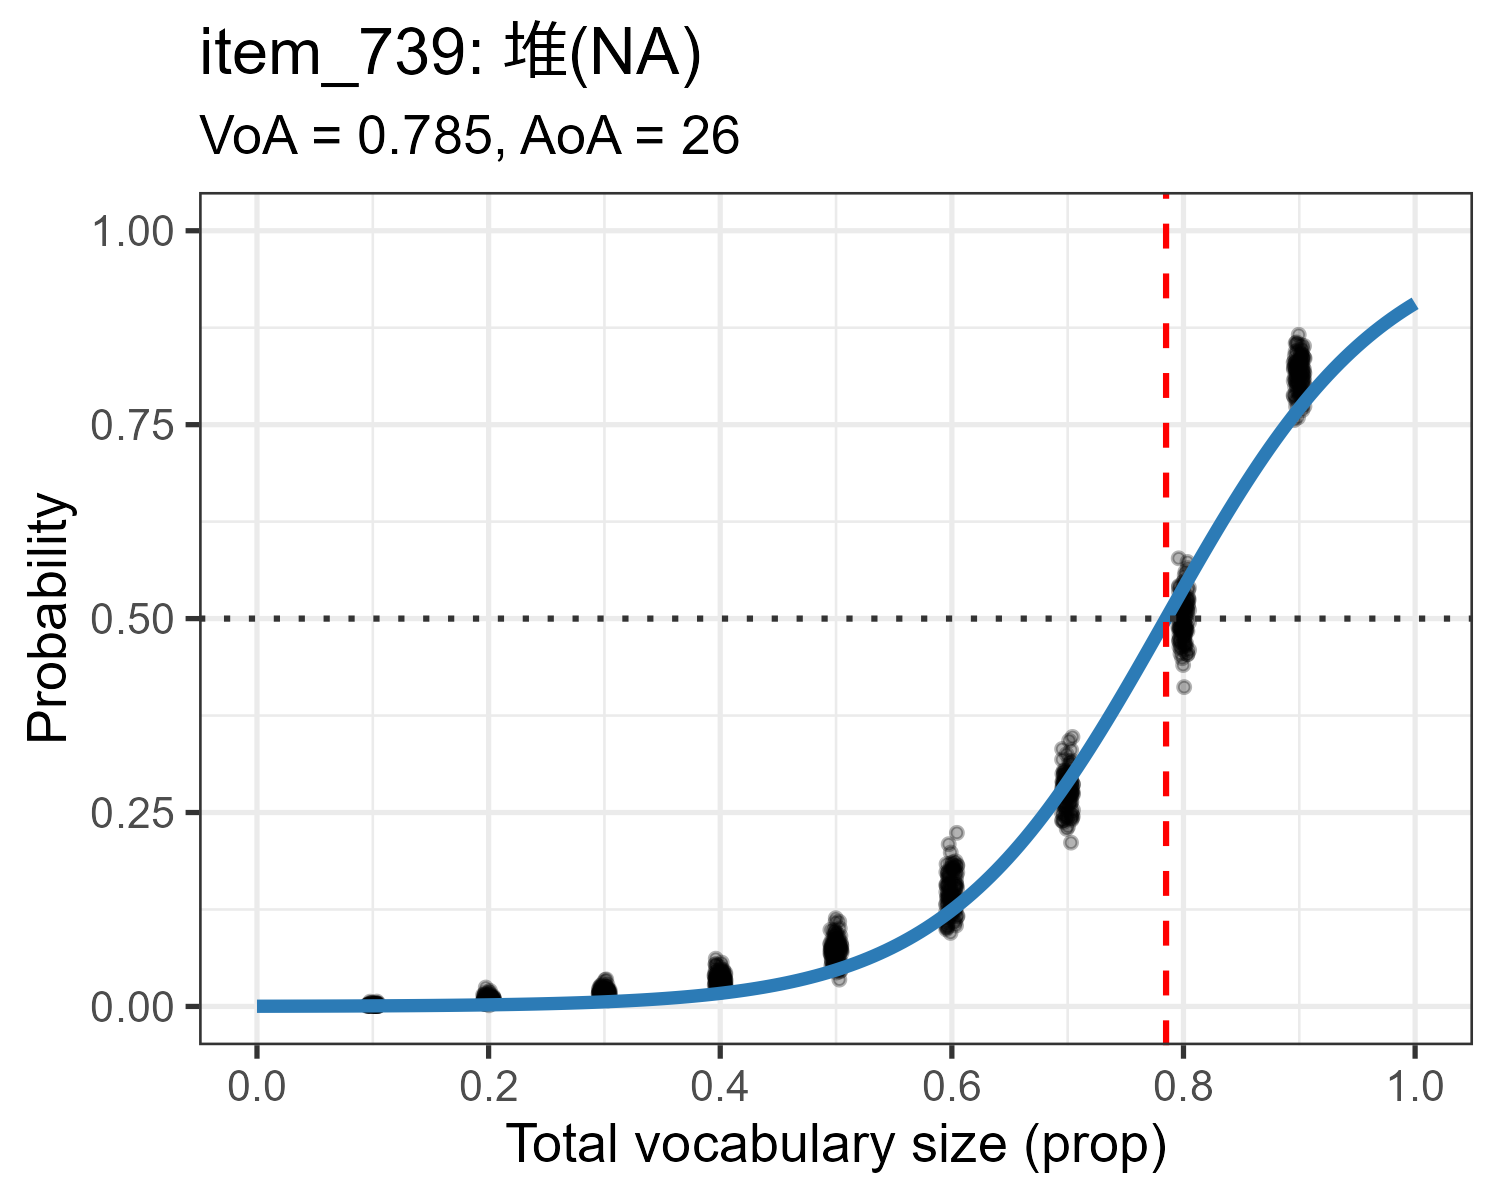 item_739: 堆(NA)
VoA = 0.785, AoA = 26
1.00
0.75
0.50
0.25
0.00
Probability
0.0 0.2 0.4 0.6 0.8 1.0
Total vocabulary size (prop)